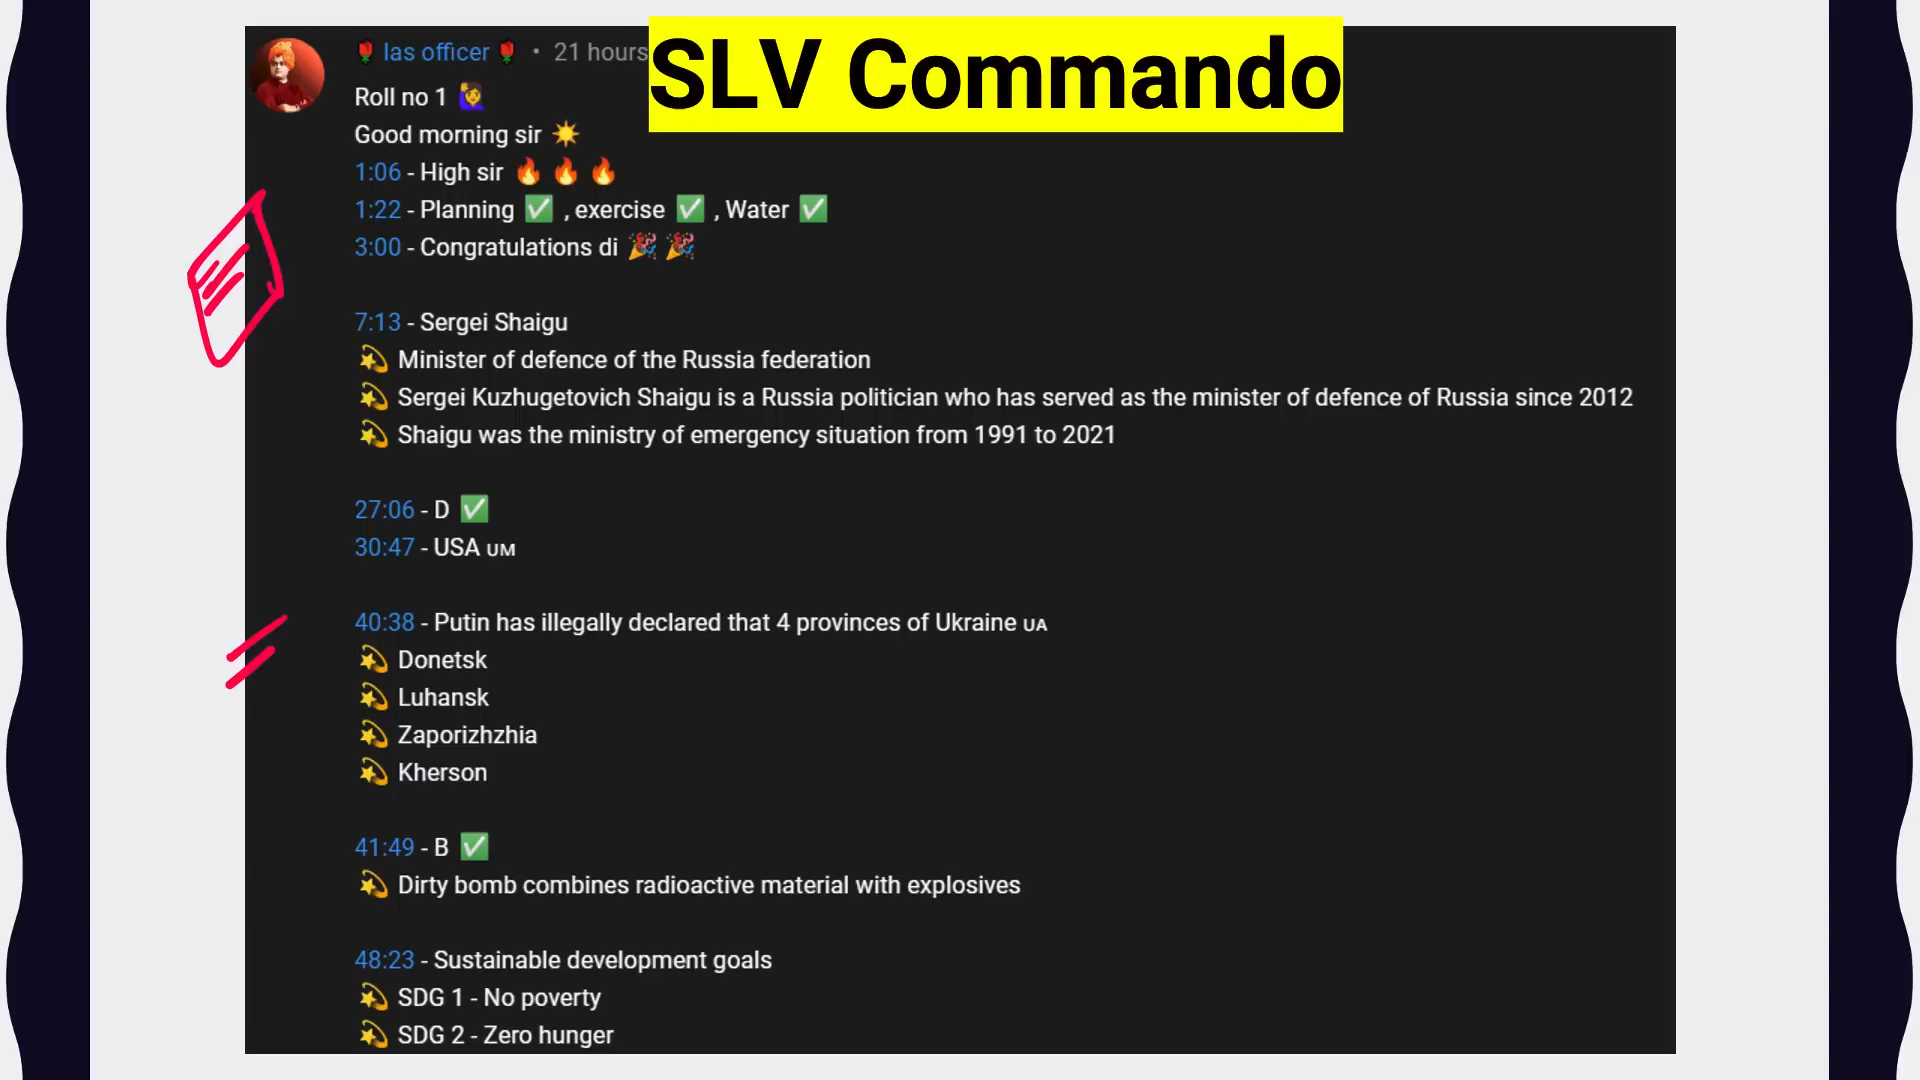 🌹 Ias officer 🌹 • 21 hours
SLV Commando
Roll no 1 🙋
Good morning sir ☀️
1:06 - High sir 🔥 🔥 🔥
1:22 - Planning ✅ , exercise ✅ , Water ✅
3:00 - Congratulations di 🎉 🎉
7:13 - Sergei Shaigu
💫 Minister of defence of the Russia federation
💫 Sergei Kuzhugetovich Shaigu is a Russia politician who has served as the minister of defence of Russia since 2012
💫 Shaigu was the ministry of emergency situation from 1991 to 2021
27:06 - D ✅
30:47 - USA ᴜᴍ
40:38 - Putin has illegally declared that 4 provinces of Ukraine ᴜᴀ
💫 Donetsk
💫 Luhansk
💫 Zaporizhzhia
💫 Kherson
41:49 - B ✅
💫 Dirty bomb combines radioactive material with explosives
48:23 - Sustainable development goals
💫 SDG 1 - No poverty
💫 SDG 2 - Zero hunger